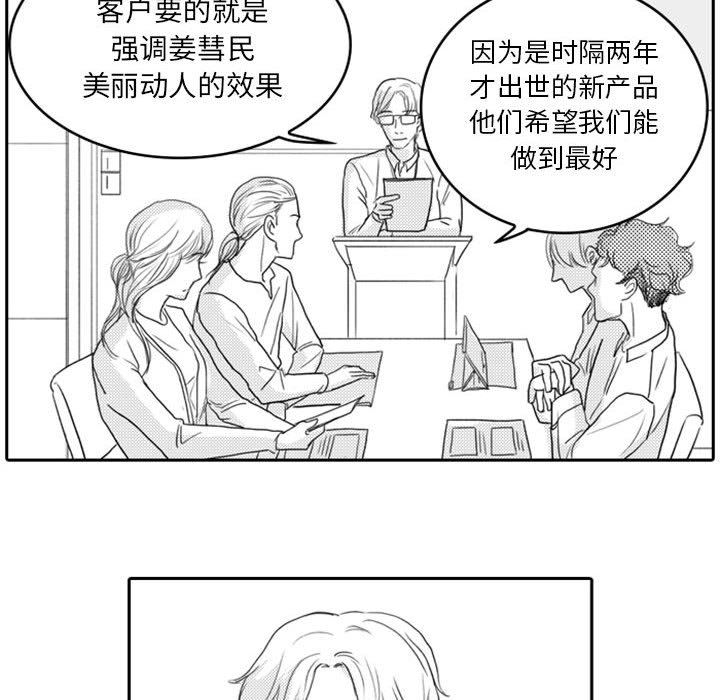 客户要的就是
强调姜彗民
美丽动人的效果
因为是时隔两年
才出世的新产品
他们希望我们能
做到最好